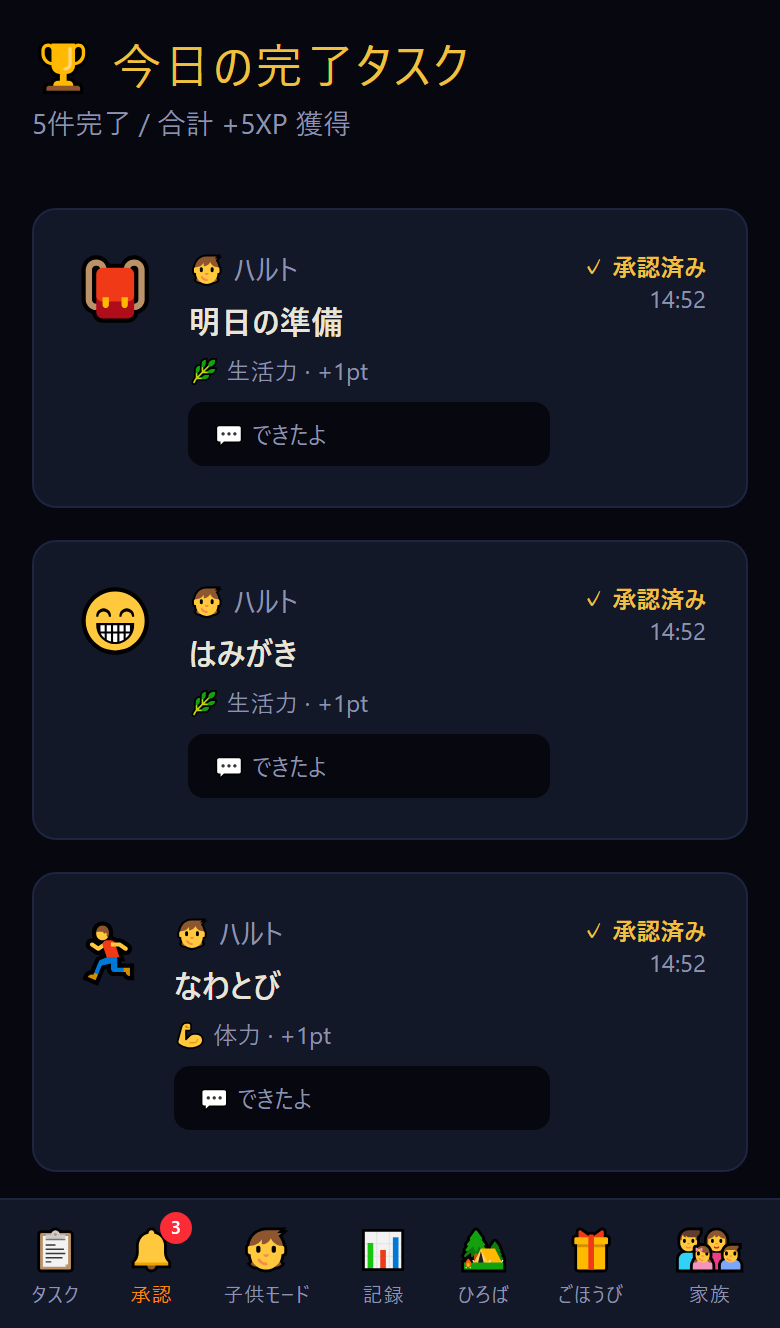 今日の完了タスク
5件完了 / 合計 +5XP 獲得
ハルト
✓ 承認済み
14:52
明日の準備
生活力 · +1pt
できたよ
ハルト
✓ 承認済み
14:52
はみがき
生活力 · +1pt
できたよ
ハルト
✓ 承認済み
14:52
なわとび
体力 · +1pt
できたよ
3
タスク 承認 子供モード 記録 ひろば ごほうび 家族